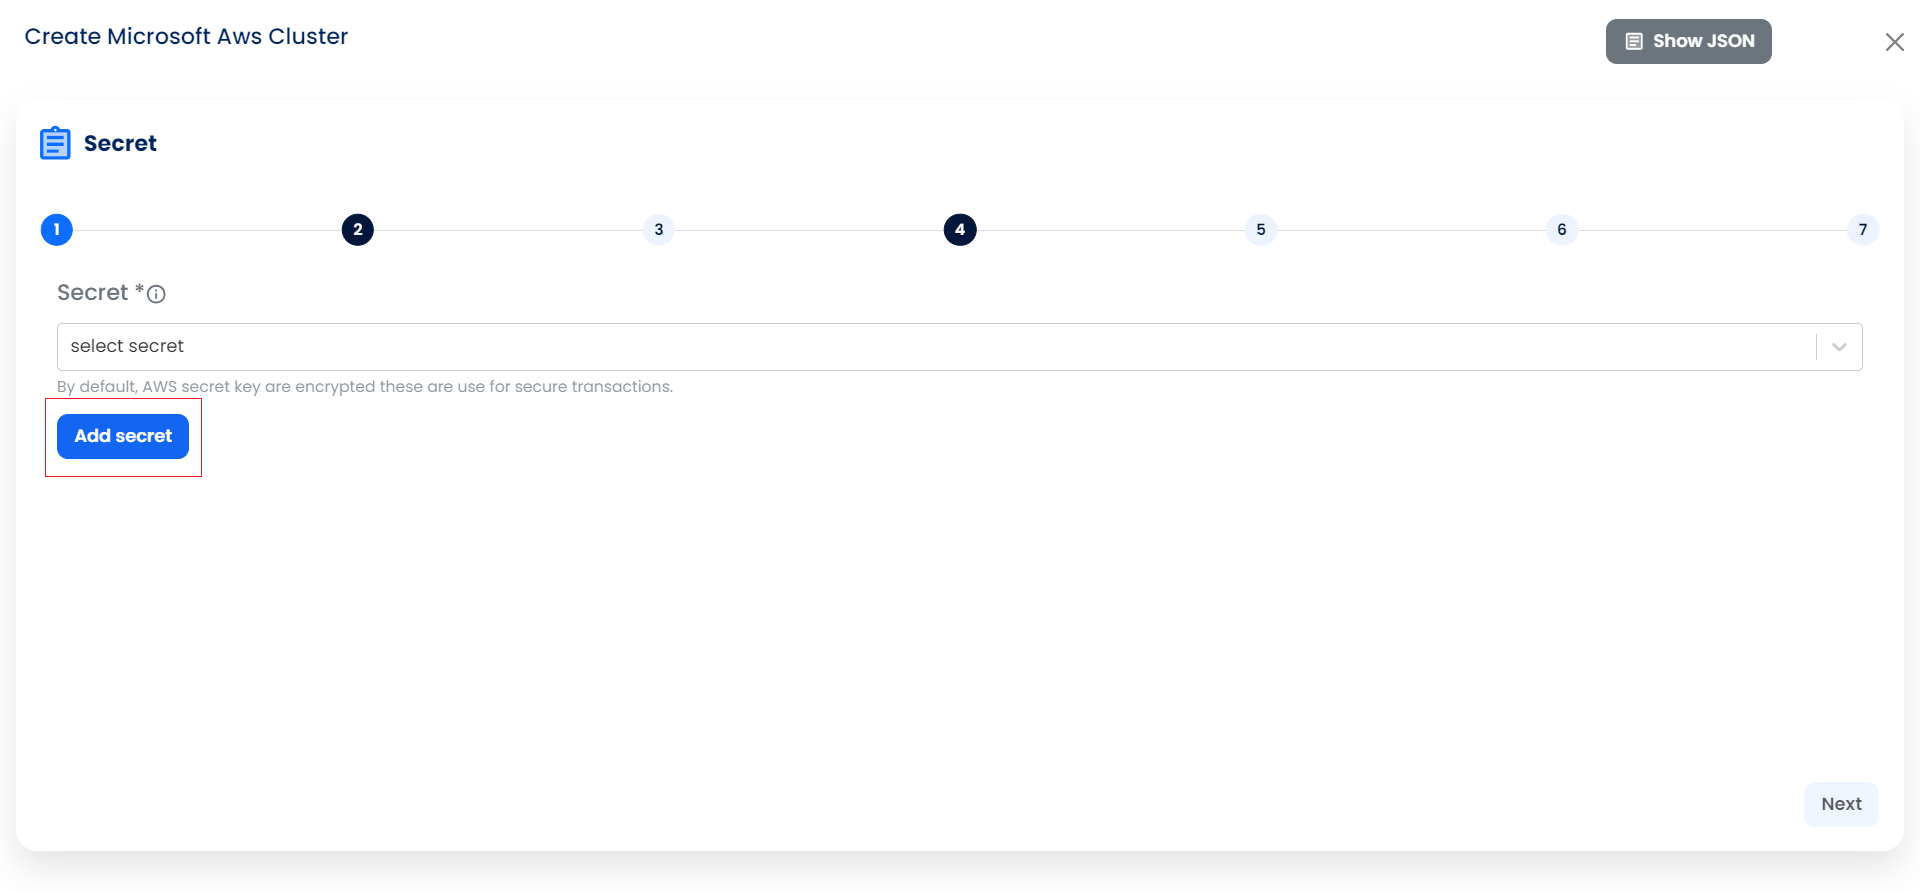 Create Microsoft Aws Cluster
Show JSON
Secret
1 2 3 4 5 6 7
Secret *
select secret
By default, AWS secret key are encrypted these are use for secure transactions.
Add secret
Next